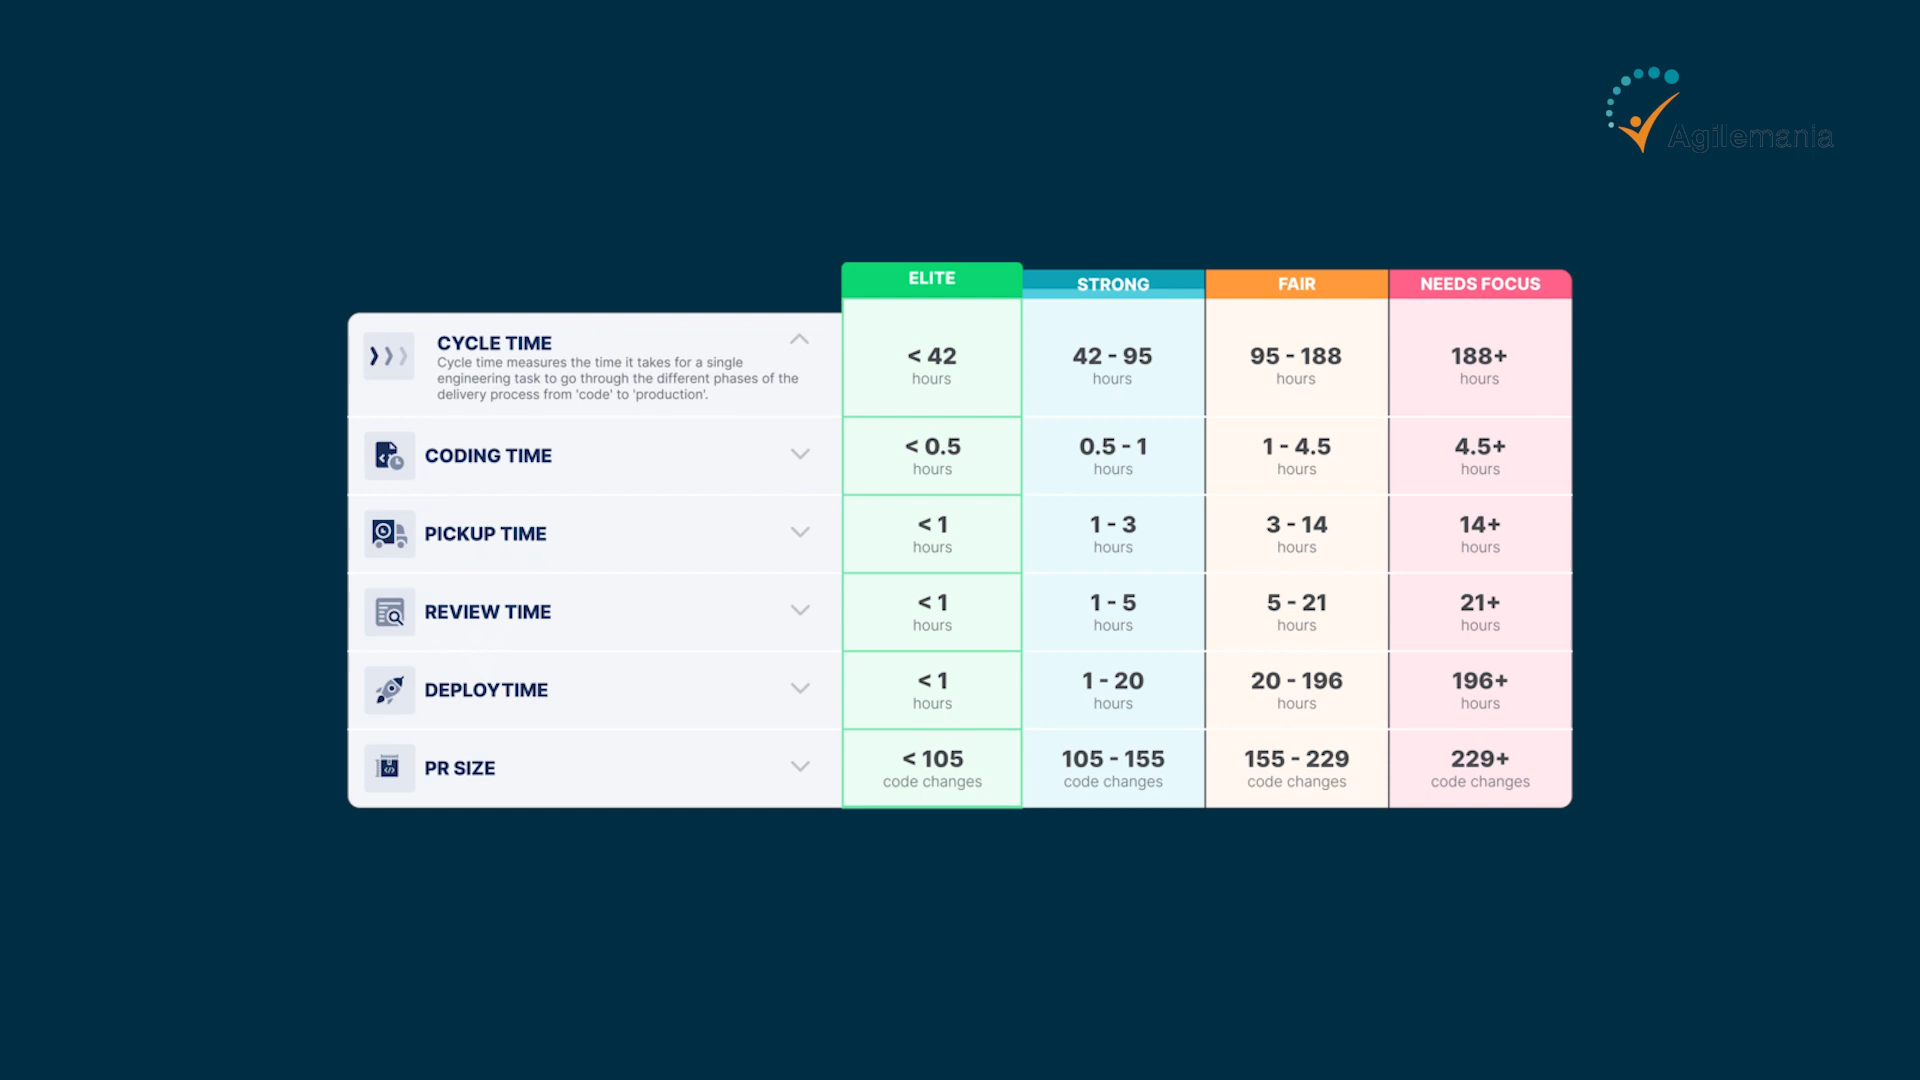 Agilemania
ELITE
STRONG
FAIR
NEEDS FOCUS
CYCLE TIME
Cycle time measures the time it takes for a single
engineering task to go through the different phases of the
delivery process from 'code' to 'production'.
< 42
hours
42 - 95
hours
95 - 188
hours
188+
hours
CODING TIME
< 0.5
hours
0.5 - 1
hours
1 - 4.5
hours
4.5+
hours
PICKUP TIME
< 1
hours
1 - 3
hours
3 - 14
hours
14+
hours
REVIEW TIME
< 1
hours
1 - 5
hours
5 - 21
hours
21+
hours
DEPLOY TIME
< 1
hours
1 - 20
hours
20 - 196
hours
196+
hours
PR SIZE
< 105
code changes
105 - 155
code changes
155 - 229
code changes
229+
code changes